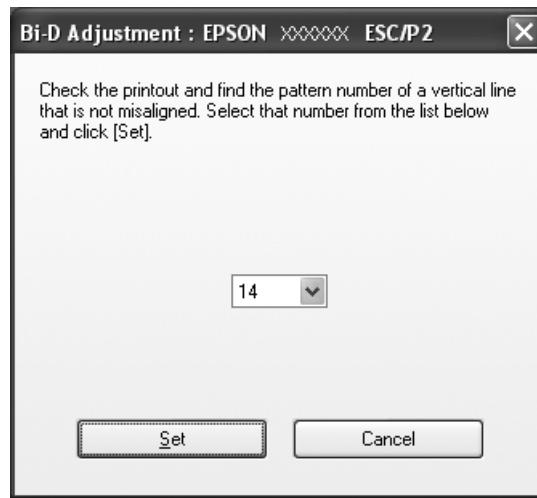 Bi-D Adjustment : EPSON XXXXXX ESC/P2
Check the printout and find the pattern number of a vertical line
that is not misaligned. Select that number from the list below
and click [Set].
14
Set
Cancel